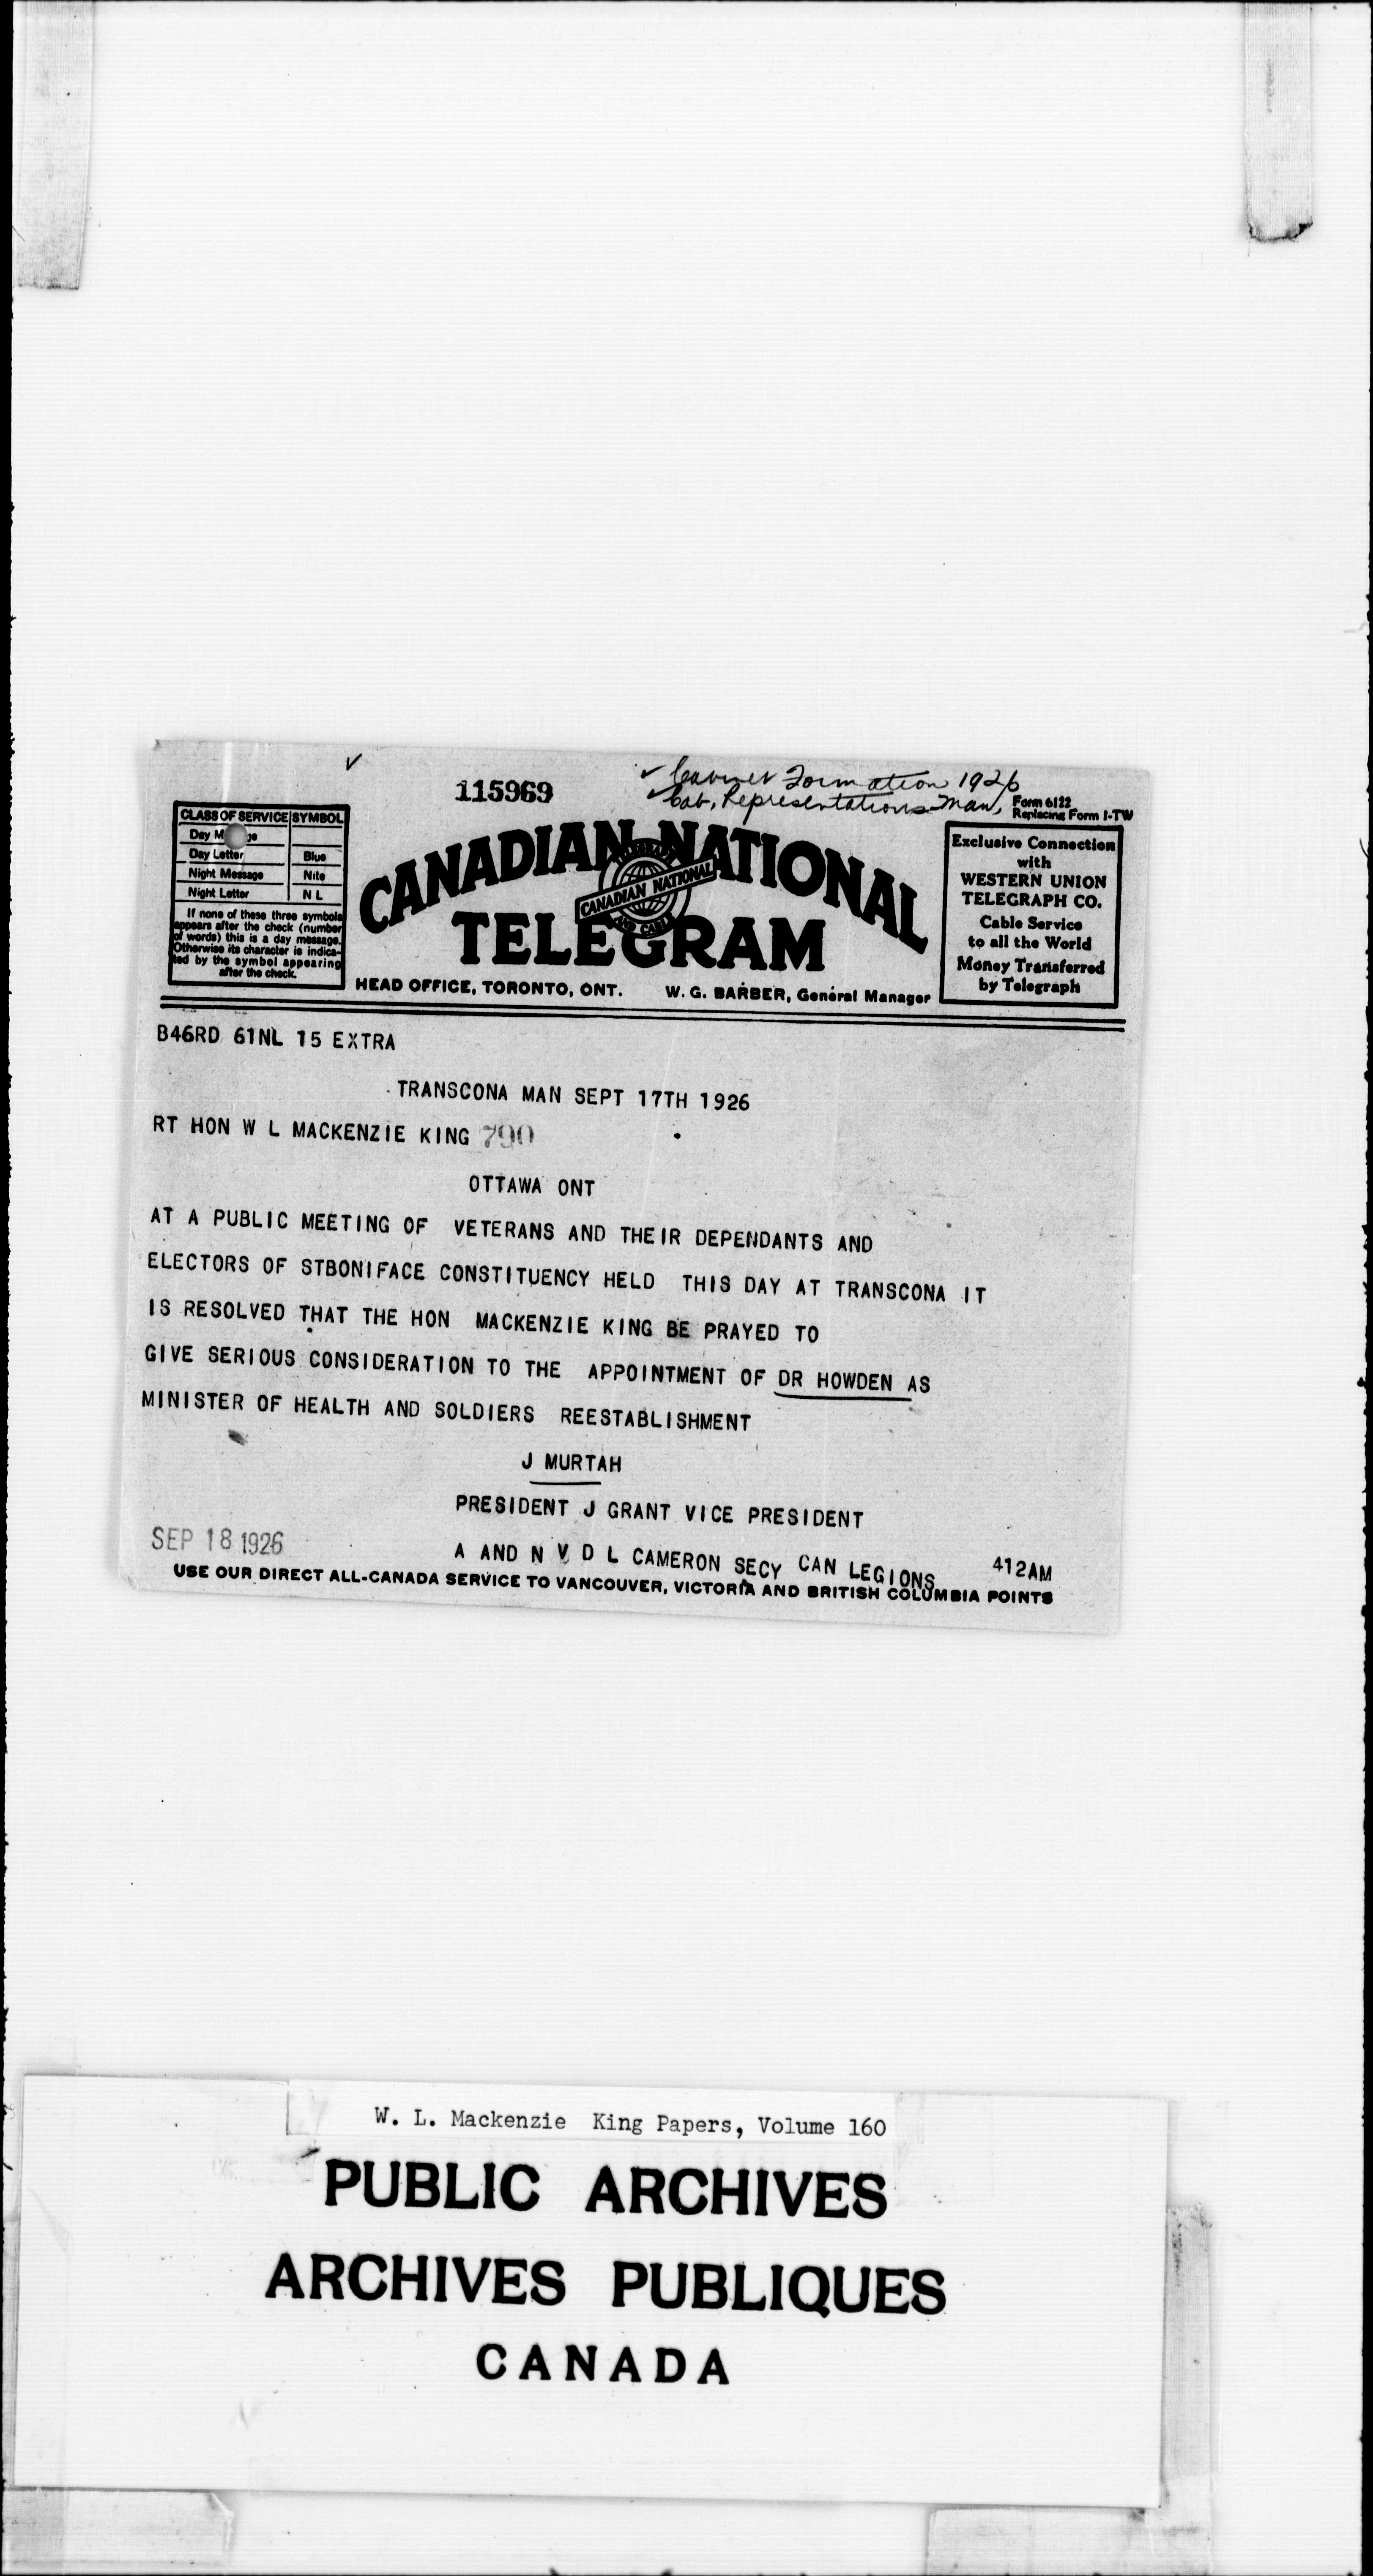 115969
✓ Cabinet Formation 1926
✓ Cab. Representations - Man,
Form 6122
Replacing Form 1-TW
CLASS OF SERVICE SYMBOL
Day M ge
Day Letter Blue
Night Message Nite
Night Letter N L
If none of these three symbols
appears after the check (number
of words) this is a day message.
Otherwise its character is indica-
ted by the symbol appearing
after the check.
CANADIAN NATIONAL
TELEGRAPH
CANADIAN NATIONAL
AND CABLE
TELEGRAM
HEAD OFFICE, TORONTO, ONT. W. G. BARBER, General Manager
Exclusive Connection
with
WESTERN UNION
TELEGRAPH CO.
Cable Service
to all the World
Money Transferred
by Telegraph
B46RD 61NL 15 EXTRA
TRANSCONA MAN SEPT 17TH 1926
RT HON W L MACKENZIE KING 790
OTTAWA ONT
AT A PUBLIC MEETING OF VETERANS AND THEIR DEPENDANTS AND
ELECTORS OF STBONIFACE CONSTITUENCY HELD THIS DAY AT TRANSCONA IT
IS RESOLVED THAT THE HON MACKENZIE KING BE PRAYED TO
GIVE SERIOUS CONSIDERATION TO THE APPOINTMENT OF DR HOWDEN AS
MINISTER OF HEALTH AND SOLDIERS REESTABLISHMENT
J MURTAH
PRESIDENT J GRANT VICE PRESIDENT
SEP 18 1926
A AND N V D L CAMERON SECY CAN LEGIONS 412AM
USE OUR DIRECT ALL-CANADA SERVICE TO VANCOUVER, VICTORIA AND BRITISH COLUMBIA POINTS
W. L. Mackenzie King Papers, Volume 160
PUBLIC ARCHIVES
ARCHIVES PUBLIQUES
CANADA